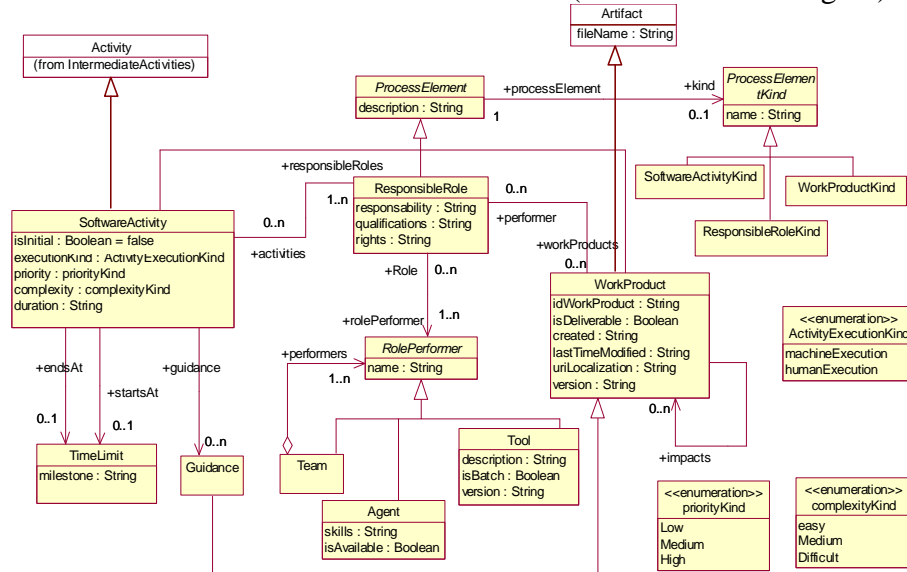 Artifact
fileName : String
Activity
(from IntermediateActivities)
ProcessElement
description : String
+processElement
1
+kind
0..1
ProcessElemen
tKind
name : String
+responsibleRoles
1..n
SoftwareActivityKind
WorkProductKind
ResponsibleRoleKind
ResponsibleRole
responsability : String
qualifications : String
rights : String
0..n
+performer
+workProducts
0..n
SoftwareActivity
isInitial : Boolean = false
executionKind : ActivityExecutionKind
priority : priorityKind
complexity : complexityKind
duration : String
0..n
+activities
+Role
0..n
+rolePerformer
1..n
WorkProduct
idWorkProduct : String
isDeliverable : Boolean
created : String
lastTimeModified : String
uriLocalization : String
version : String
0..n
+impacts
<<enumeration>>
ActivityExecutionKind
machineExecution
humanExecution
+endsAt
0..1
+startsAt
0..1
+guidance
0..n
+performers
1..n
RolePerformer
name : String
TimeLimit
milestone : String
Guidance
Team
Tool
description : String
isBatch : Boolean
version : String
Agent
skills : String
isAvailable : Boolean
<<enumeration>>
priorityKind
Low
Medium
High
<<enumeration>>
complexityKind
easy
Medium
Difficult